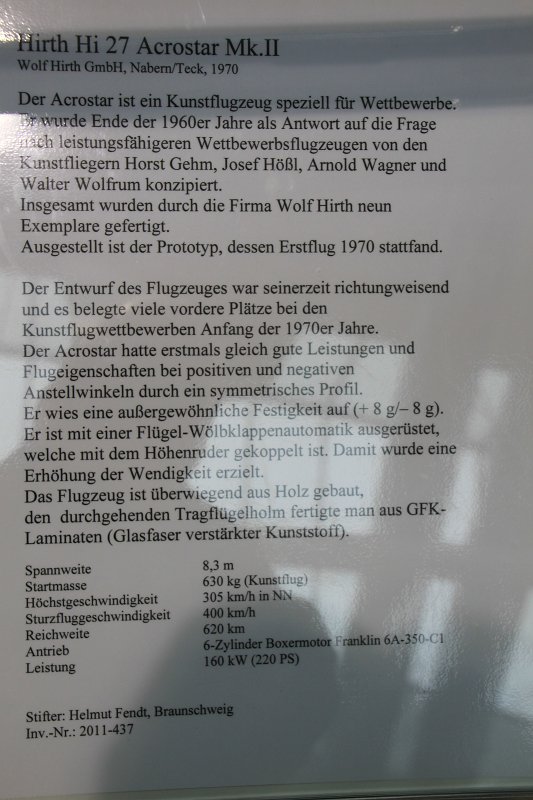 Hirth Hi 27 Acrostar Mk.II
Wolf Hirth GmbH, Nabern/Teck, 1970
Der Acrostar ist ein Kunstflugzeug speziell für Wettbewerbe.
Er wurde Ende der 1960er Jahre als Antwort auf die Frage
nach leistungsfähigeren Wettbewerbsflugzeugen von den
Kunstfliegern Horst Gehm, Josef Hößl, Arnold Wagner und
Walter Wolfrum konzipiert.
Insgesamt wurden durch die Firma Wolf Hirth neun
Exemplare gefertigt.
Ausgestellt ist der Prototyp, dessen Erstflug 1970 stattfand.
Der Entwurf des Flugzeuges war seinerzeit richtungweisend
und es belegte viele vordere Plätze bei den
Kunstflugwettbewerben Anfang der 1970er Jahre.
Der Acrostar hatte erstmals gleich gute Leistungen und
Flugeigenschaften bei positiven und negativen
Anstellwinkeln durch ein symmetrisches Profil.
Er wies eine außergewöhnliche Festigkeit auf (+ 8 g/– 8 g).
Er ist mit einer Flügel-Wölbklappenautomatik ausgerüstet,
welche mit dem Höhenruder gekoppelt ist. Damit wurde eine
Erhöhung der Wendigkeit erzielt.
Das Flugzeug ist überwiegend aus Holz gebaut,
den durchgehenden Tragflügelholm fertigte man aus GFK-
Laminaten (Glasfaser verstärkter Kunststoff).
Spannweite 8,3 m
Startmasse 630 kg (Kunstflug)
Höchstgeschwindigkeit 305 km/h in NN
Sturzfluggeschwindigkeit 400 km/h
Reichweite 620 km
Antrieb 6-Zylinder Boxermotor Franklin 6A-350-C1
Leistung 160 kW (220 PS)
Stifter: Helmut Fendt, Braunschweig
Inv.-Nr.: 2011-437